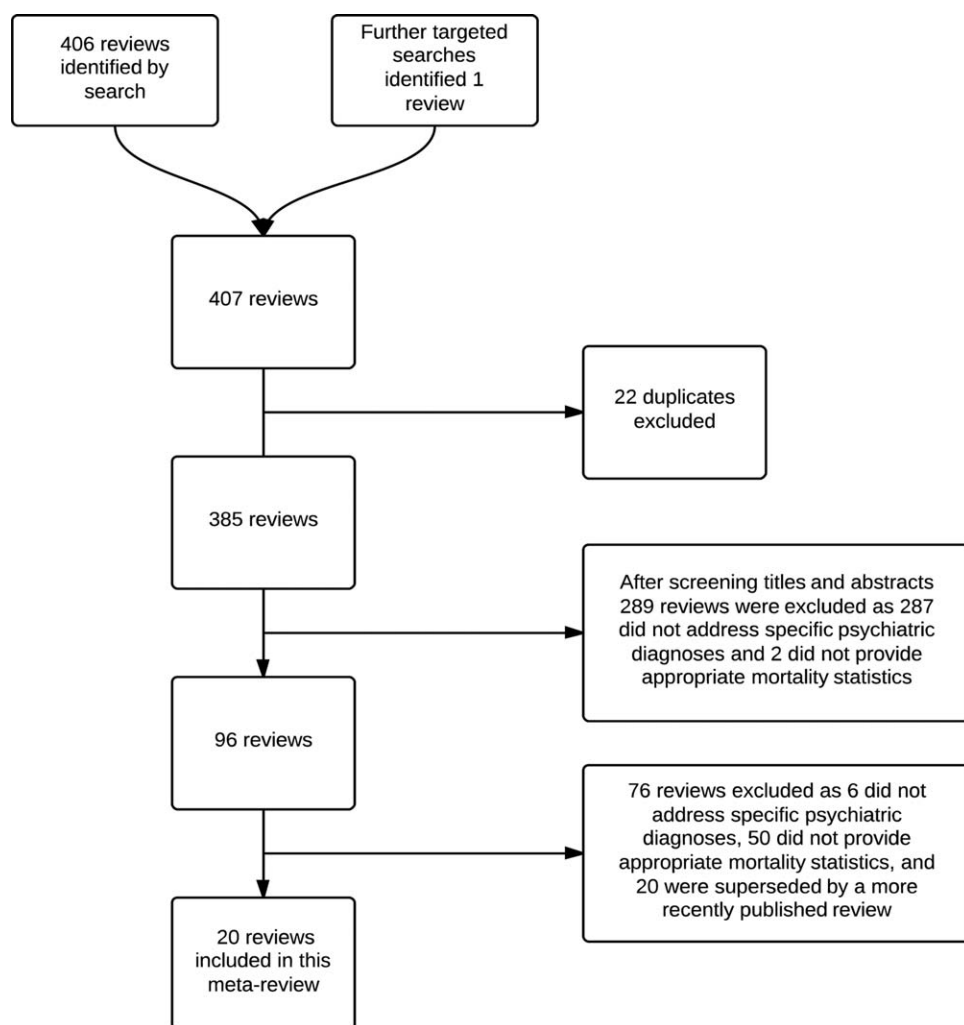 406 reviews
identified by
search
Further targeted
searches
identified 1
review
407 reviews
22 duplicates
excluded
385 reviews
After screening titles and abstracts
289 reviews were excluded as 287
did not address specific psychiatric
diagnoses and 2 did not provide
appropriate mortality statistics
96 reviews
76 reviews excluded as 6 did not
address specific psychiatric
diagnoses, 50 did not provide
appropriate mortality statistics, and
20 were superseded by a more
recently published review
20 reviews
included in this
meta-review